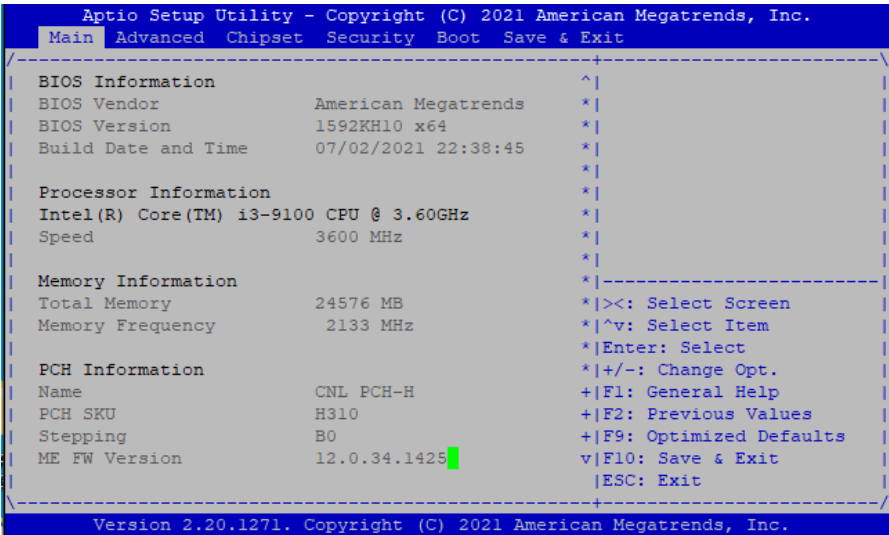 Aptio Setup Utility - Copyright (C) 2021 American Megatrends, Inc.
Main Advanced Chipset Security Boot Save & Exit
BIOS Information
BIOS Vendor American Megatrends
BIOS Version 1592KH10 x64
Build Date and Time 07/02/2021 22:38:45
Processor Information
Intel(R) Core(TM) i3-9100 CPU @ 3.60GHz
Speed 3600 MHz
Memory Information
Total Memory 24576 MB
Memory Frequency 2133 MHz
PCH Information
Name CNL PCH-H
PCH SKU H310
Stepping B0
ME FW Version 12.0.34.1425
><: Select Screen
^v: Select Item
Enter: Select
+/-: Change Opt.
F1: General Help
F2: Previous Values
F9: Optimized Defaults
F10: Save & Exit
ESC: Exit
Version 2.20.1271. Copyright (C) 2021 American Megatrends, Inc.